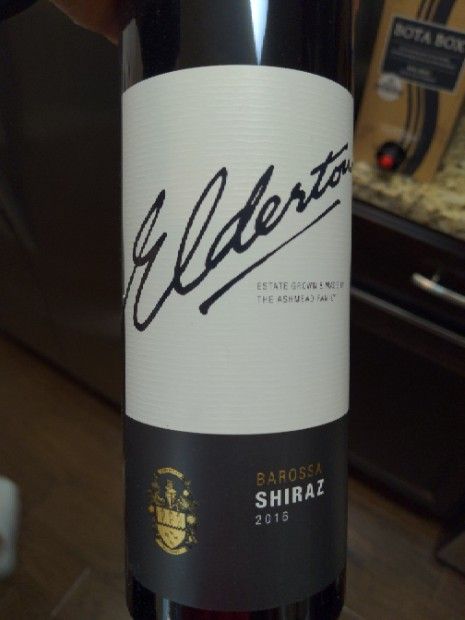 BOTA BOX
Elderton
ESTATE GROWN & MADE BY
THE ASHMEAD FAMILY
BAROSSA
SHIRAZ
2016